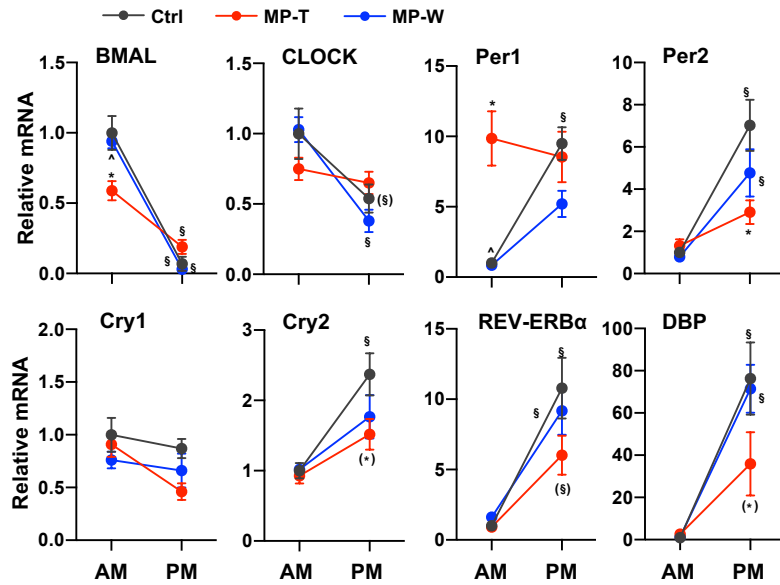 Ctrl MP-T MP-W
BMAL CLOCK Per1 Per2
Relative mRNA
1.5 1.5 15 10
1.0 1.0 10 8
0.5 0.5 5 6
0.0 0.0 0 4
2
0
^ * § § §
(§) §
* ^ §
§ § *
Cry1 Cry2 REV-ERBα DBP
Relative mRNA
2.0 3 15 100
1.5 2 10 80
1.0 1 5 60
0.5 0 0 40
0.0 20
0
§ (*)
§ § (§)
§ § (*)
AM PM AM PM AM PM AM PM